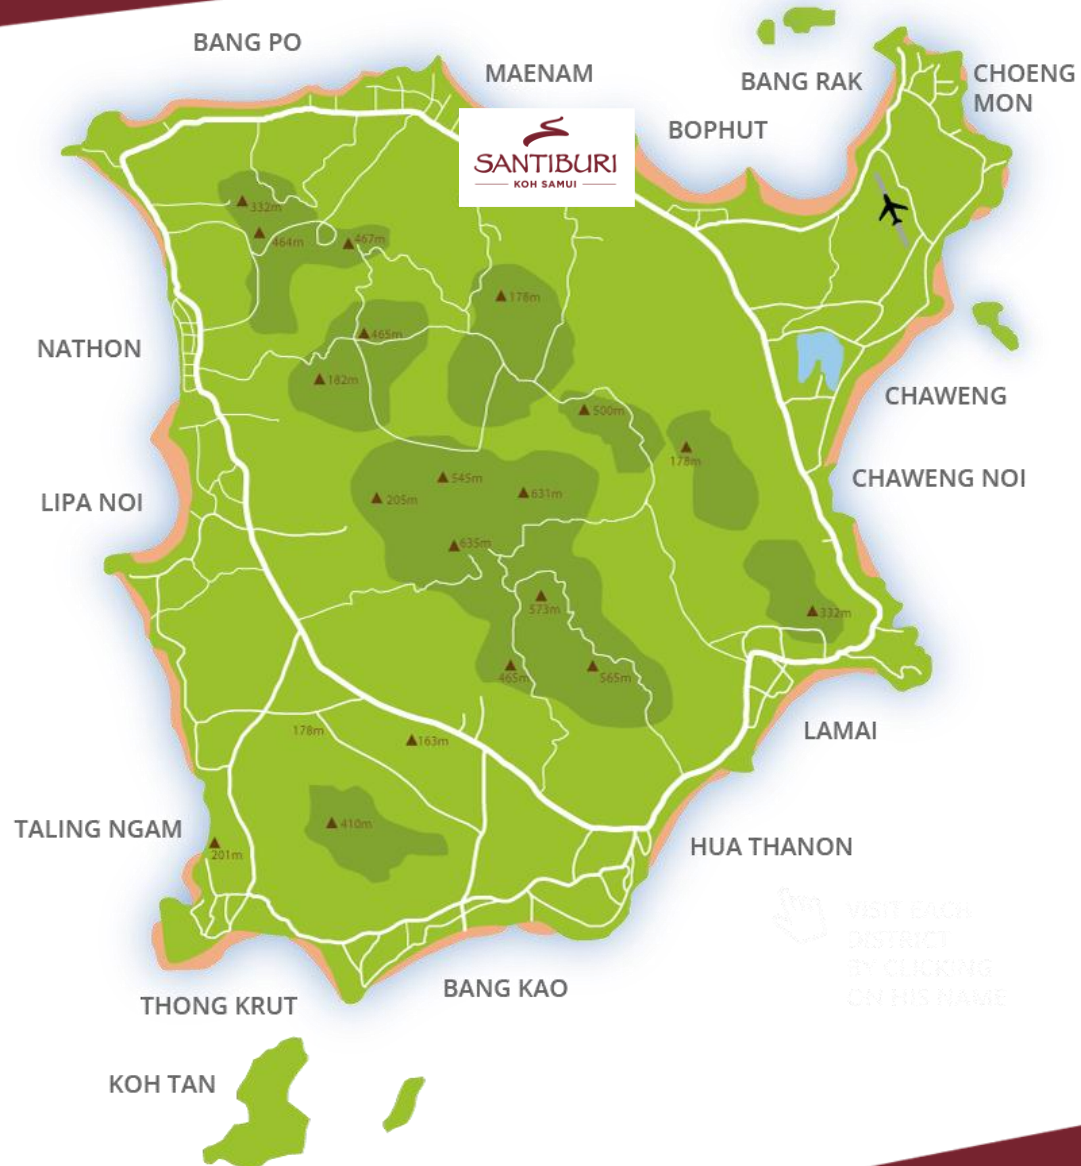 BANG PO
MAENAM
BANG RAK
CHOENG
MON
BOPHUT
SANTIBURI
KOH SAMUI
332m
464m
467m
178m
465m
182m
NATHON
CHAWENG
500m
178m
CHAWENG NOI
545m
205m
631m
LIPA NOI
635m
573m
332m
465m
565m
LAMAI
178m
163m
TALING NGAM
410m
201m
HUA THANON
VISIT EACH
DISTRICT
BY CLICKING
ON HIS NAME
BANG KAO
THONG KRUT
KOH TAN